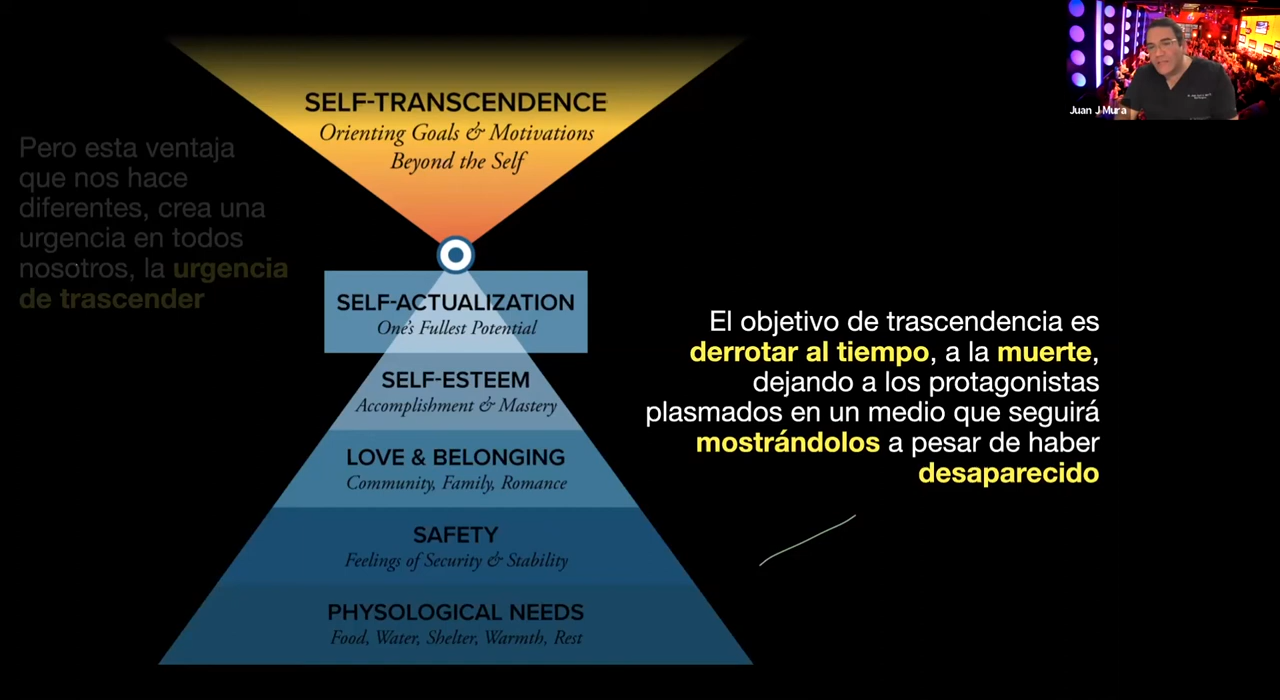 Juan J Mura
SELF-TRANSCENDENCE
Orienting Goals & Motivations
Beyond the Self
Pero esta ventaja
que nos hace
diferentes, crea una
urgencia en todos
nosotros, la urgencia
de trascender
SELF-ACTUALIZATION
One's Fullest Potential
SELF-ESTEEM
Accomplishment & Mastery
LOVE & BELONGING
Community, Family, Romance
SAFETY
Feelings of Security & Stability
PHYSOLOGICAL NEEDS
Food, Water, Shelter, Warmth, Rest
El objetivo de trascendencia es
derrotar al tiempo, a la muerte,
dejando a los protagonistas
plasmados en un medio que seguirá
mostrándolos a pesar de haber
desaparecido